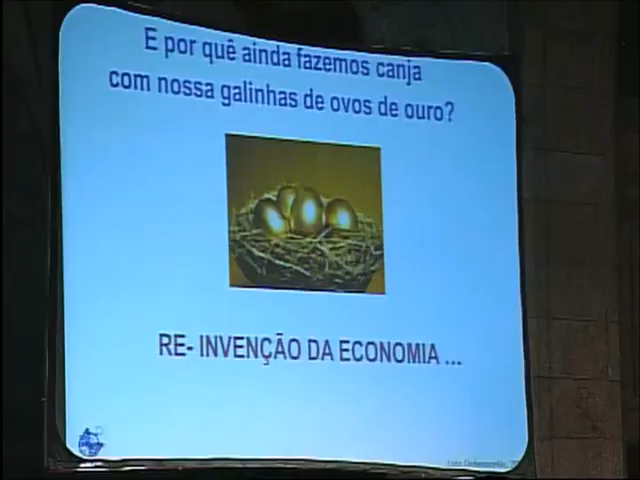 E por quê ainda fazemos canja
com nossa galinhas de ovos de ouro?
RE- INVENÇÃO DA ECONOMIA ...